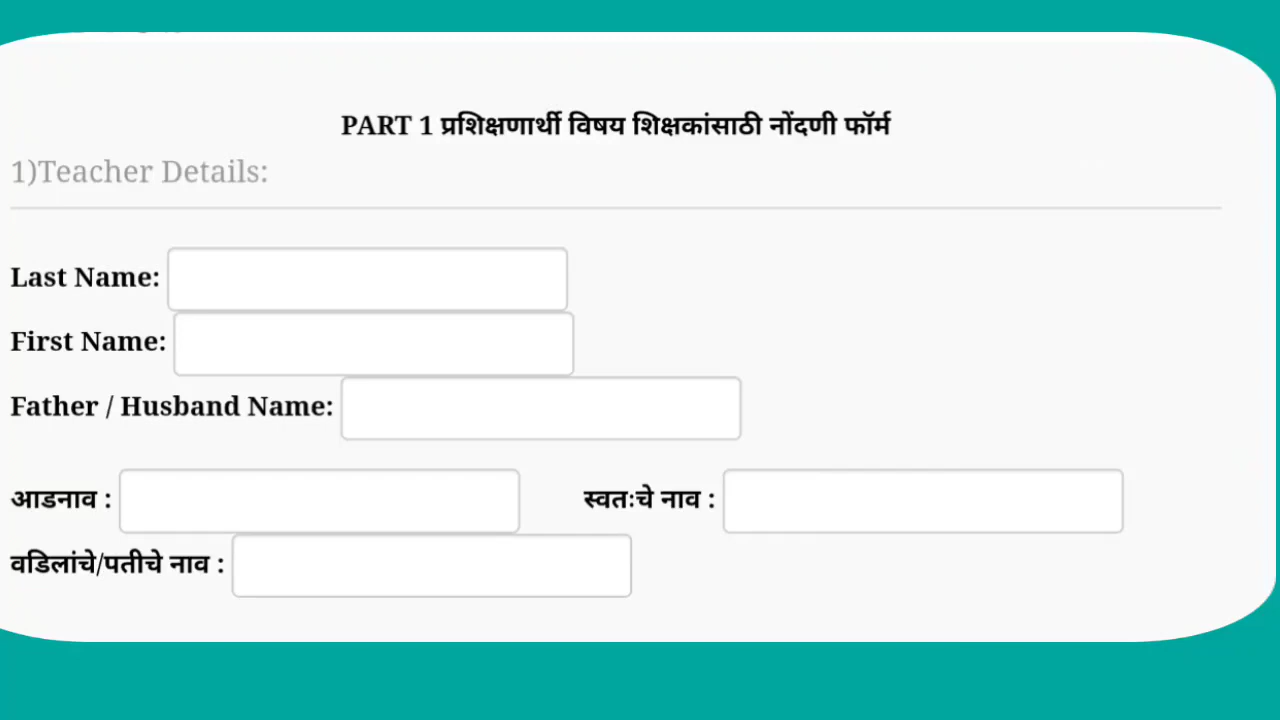 PART 1 प्रशिक्षणार्थी विषय शिक्षकांसाठी नोंदणी फॉर्म
1)Teacher Details:
Last Name:
First Name:
Father / Husband Name:
आडनाव : स्वतःचे नाव :
वडिलांचे/पतीचे नाव :